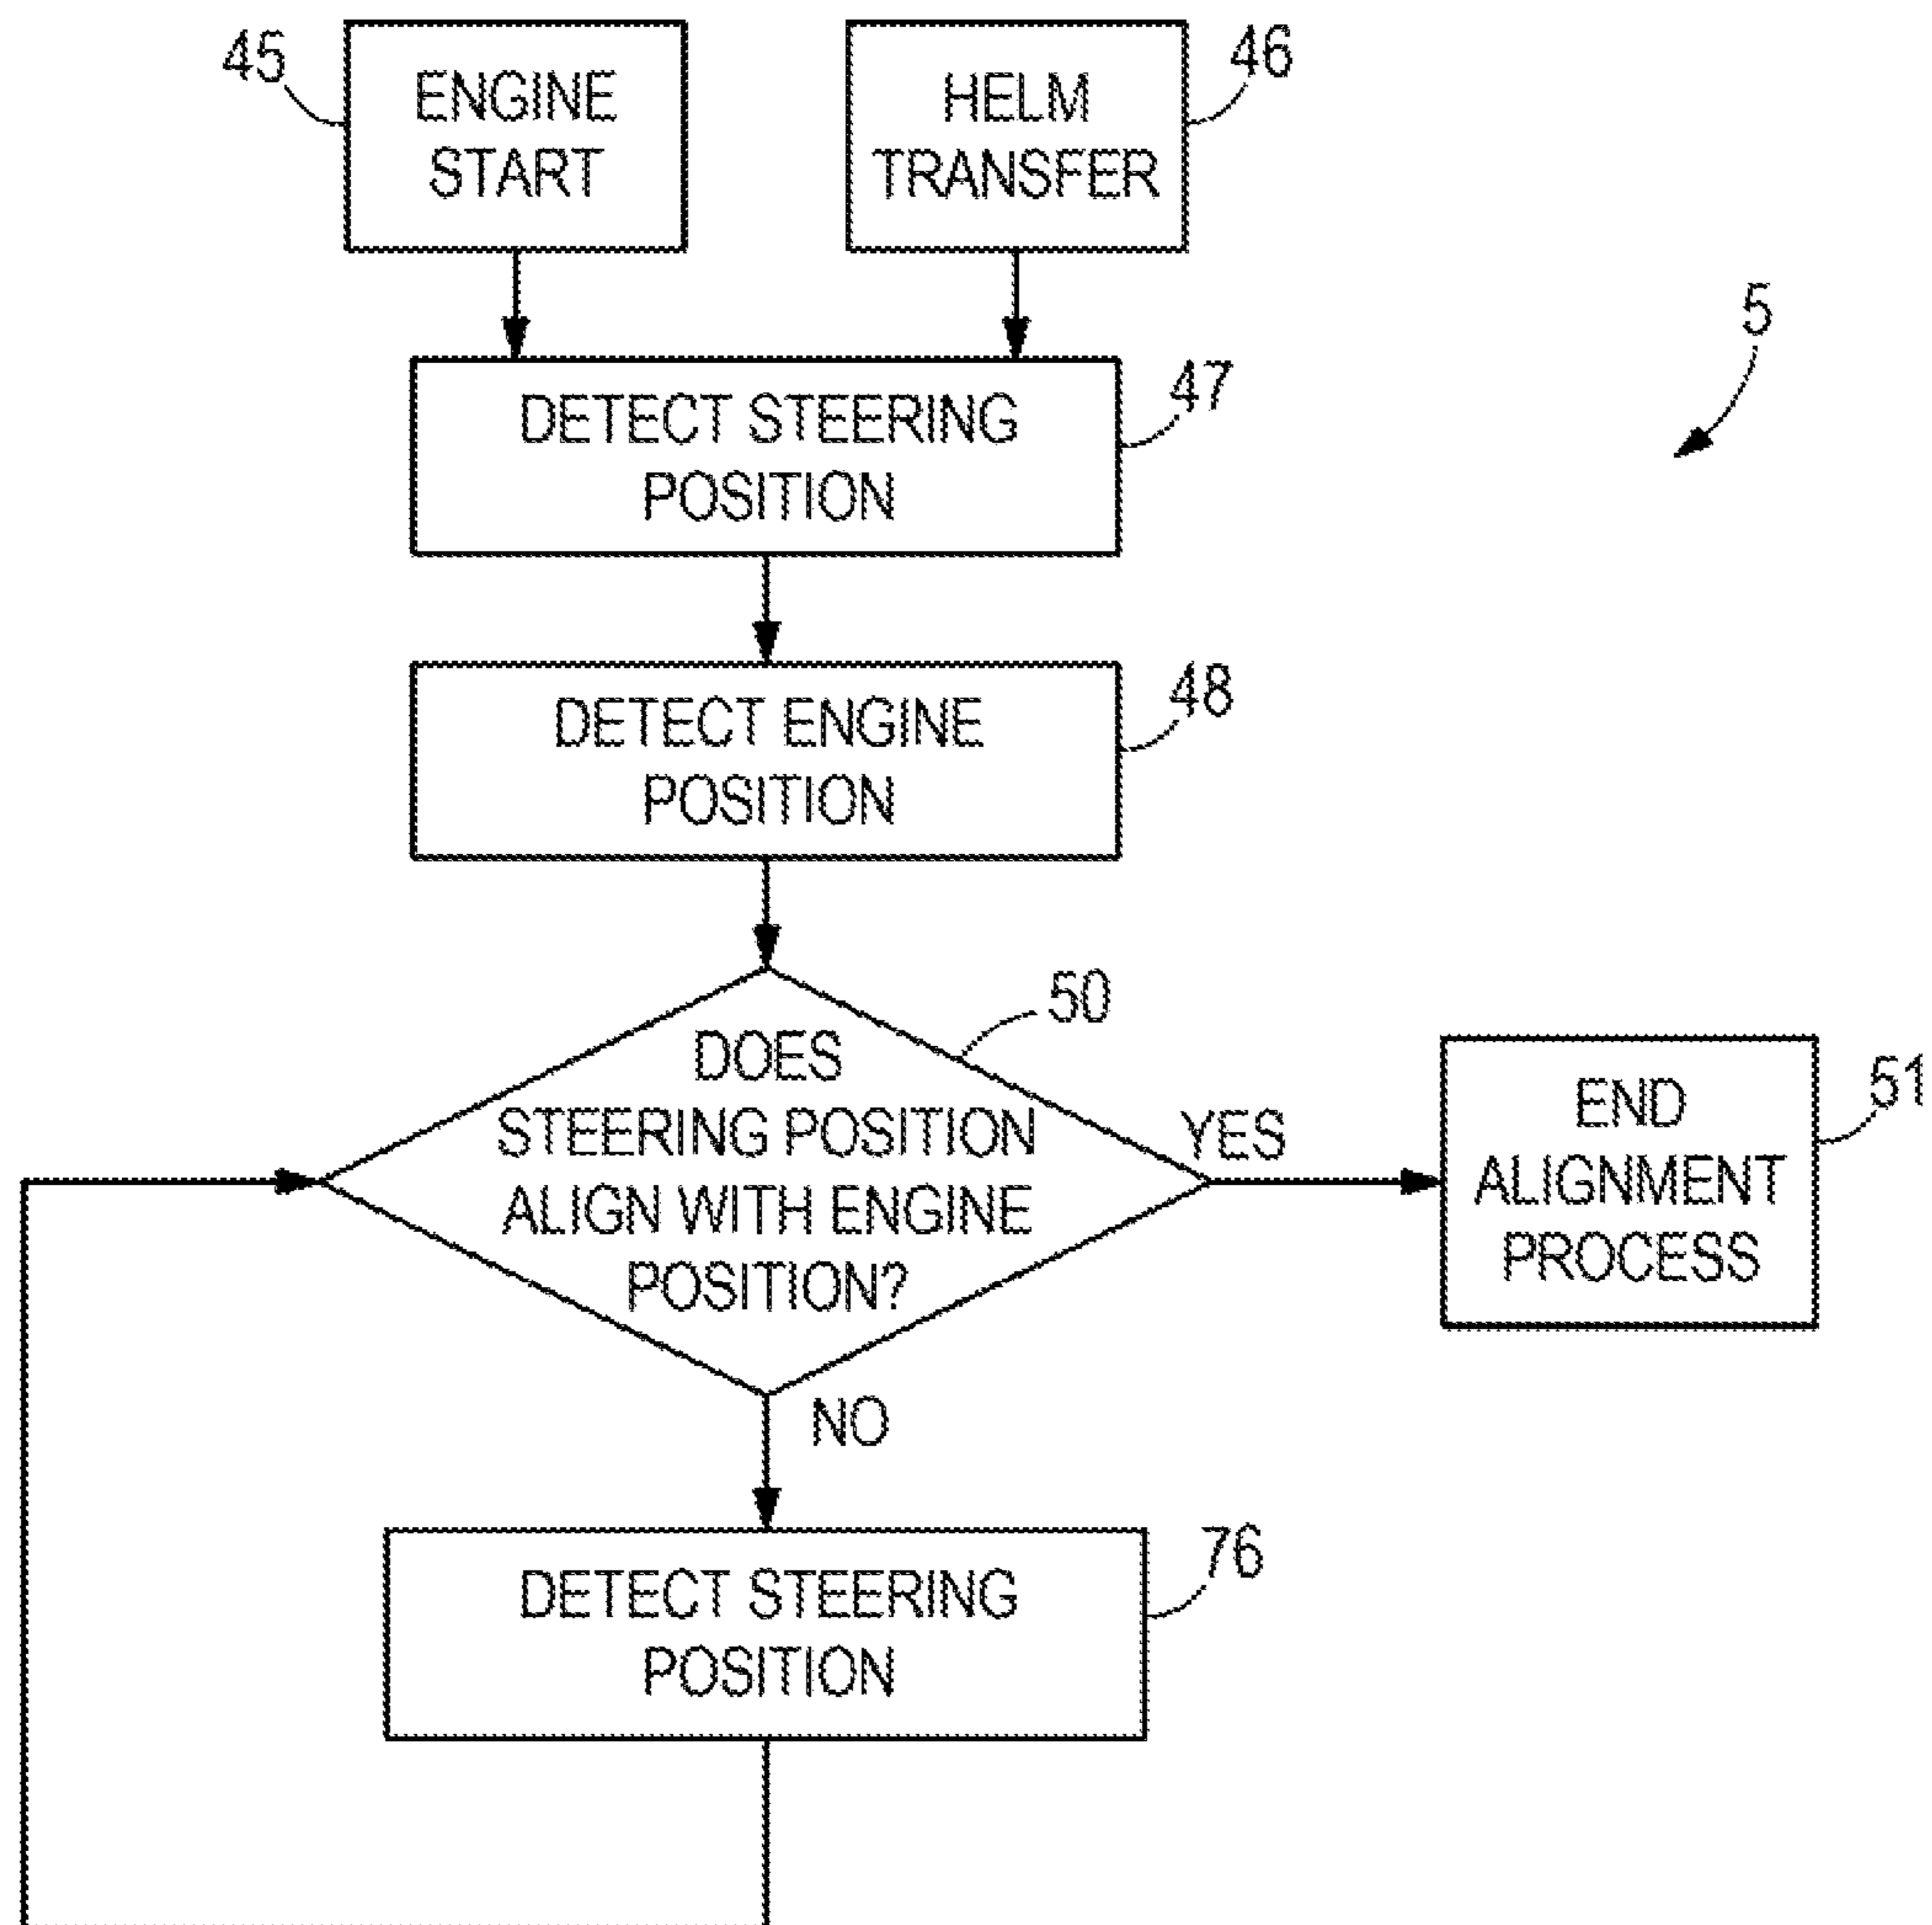 45
ENGINE
START
HELM
TRANSFER
46
5
DETECT STEERING
POSITION
47
DETECT ENGINE
POSITION
48
DOES
STEERING POSITION
ALIGN WITH ENGINE
POSITION?
50
YES
END
ALIGNMENT
PROCESS
51
NO
DETECT STEERING
POSITION
76